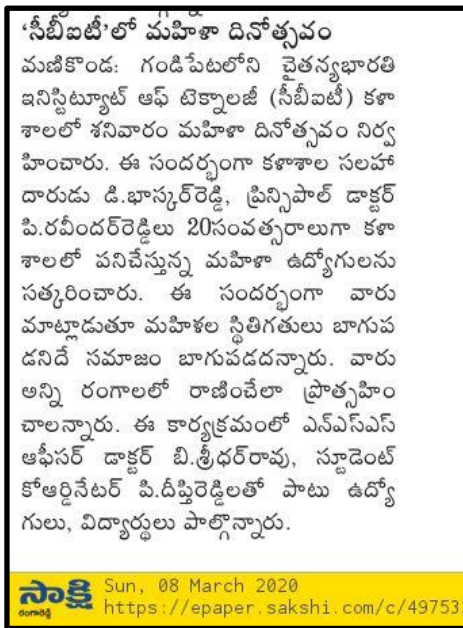 ‘సీబీఐటీ’లో మహిళా దినోత్సవం
మణికొండ: గండిపేటలోని చైతన్యభారతి
ఇనిస్టిట్యూట్ ఆఫ్ టెక్నాలజీ (సీబీఐటీ) కళా
శాలలో శనివారం మహిళా దినోత్సవం నిర్వ
హించారు. ఈ సందర్భంగా కళాశాల సలహా
దారుడు డి.భాస్కర్‌రెడ్డి, ప్రిన్సిపాల్ డాక్టర్
పి.రవీందర్‌రెడ్డిలు 20సంవత్సరాలుగా కళా
శాలలో పనిచేస్తున్న మహిళా ఉద్యోగులను
సత్కరించారు. ఈ సందర్భంగా వారు
మాట్లాడుతూ మహిళల స్థితిగతులు బాగుప
డనిదే సమాజం బాగుపడదన్నారు. వారు
అన్ని రంగాలలో రాణించేలా ప్రొత్సహిం
చాలన్నారు. ఈ కార్యక్రమంలో ఎన్ఎస్ఎస్
ఆఫీసర్ డాక్టర్ బి.శ్రీధర్‌రావు, స్టూడెంట్
కోఆర్డినేటర్ పి.దీప్తిరెడ్డిలతో పాటు ఉద్యో
గులు, విద్యార్థులు పాల్గొన్నారు.
సాక్షి
రంగారెడ్డి
Sun, 08 March 2020
https://epaper.sakshi.com/c/49753